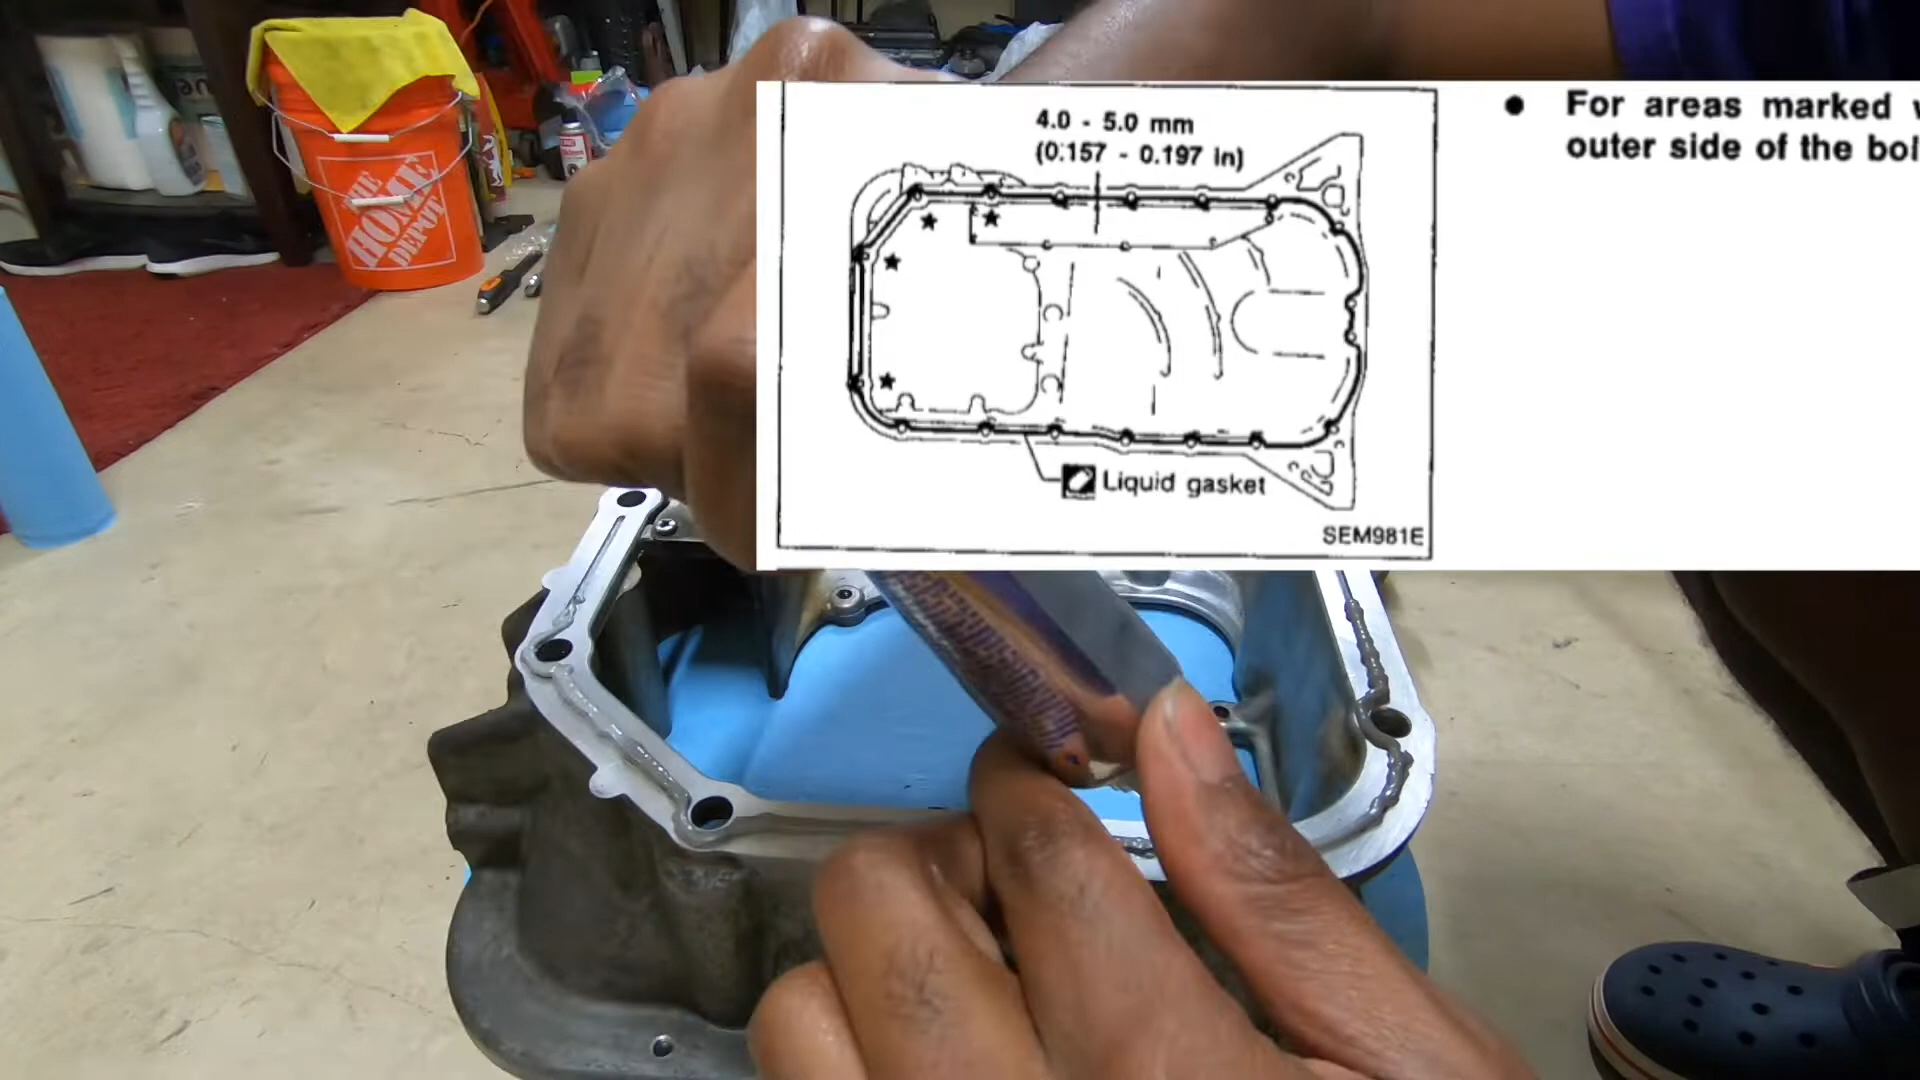 THE
HOME
DEPOT
4.0 - 5.0 mm
(0.157 - 0.197 in)
Liquid gasket
SEM981E
● For areas marked
outer side of the